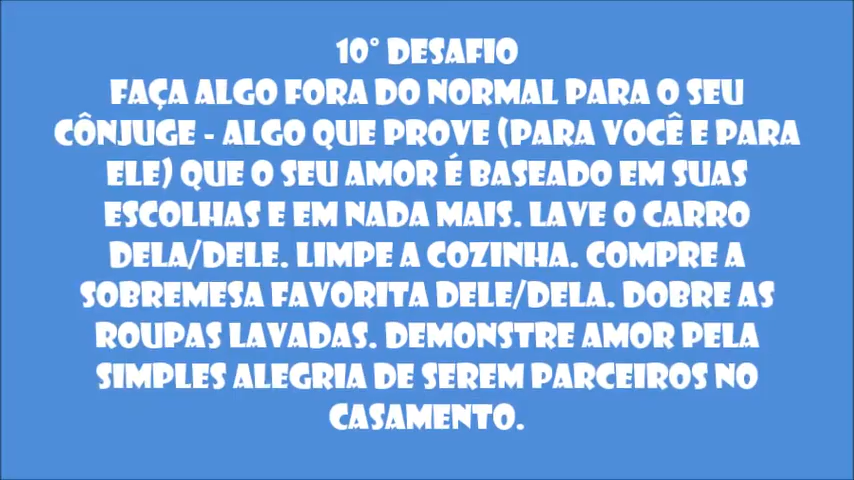 10° DESAFIO
FAÇA ALGO FORA DO NORMAL PARA O SEU
CÔNJUGE - ALGO QUE PROVE (PARA VOCÊ E PARA
ELE) QUE O SEU AMOR É BASEADO EM SUAS
ESCOLHAS E EM NADA MAIS. LAVE O CARRO
DELA/DELE. LIMPE A COZINHA. COMPRE A
SOBREMESA FAVORITA DELE/DELA. DOBRE AS
ROUPAS LAVADAS. DEMONSTRE AMOR PELA
SIMPLES ALEGRIA DE SEREM PARCEIROS NO
CASAMENTO.